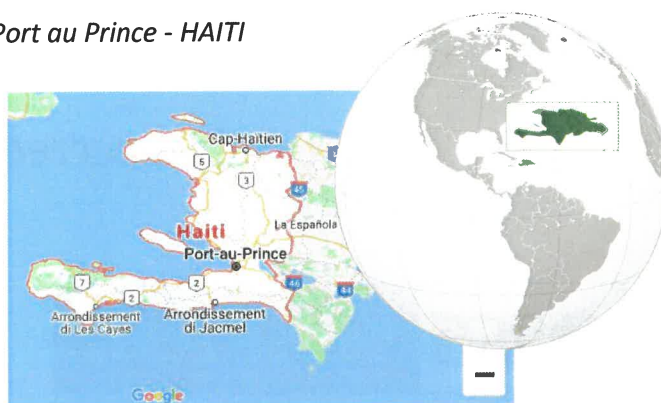 Port au Prince - HAITI
Cap-Haïtien
5
3
45
La Española
Haiti
Port-au-Prince
7
2
2
46
44
Arrondissement
di Les Cayes
Arrondissement
di Jacmel
Google